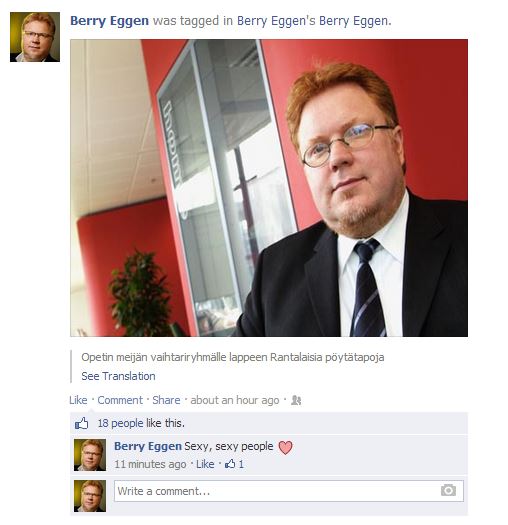 Berry Eggen was tagged in Berry Eggen's Berry Eggen.
Opetin meijän vaihtariryhmälle lappeen Rantalaisia pöytätapoja
See Translation
Like · Comment · Share · about an hour ago ·
18 people like this.
Berry Eggen Sexy, sexy people
11 minutes ago · Like · 1
Write a comment...